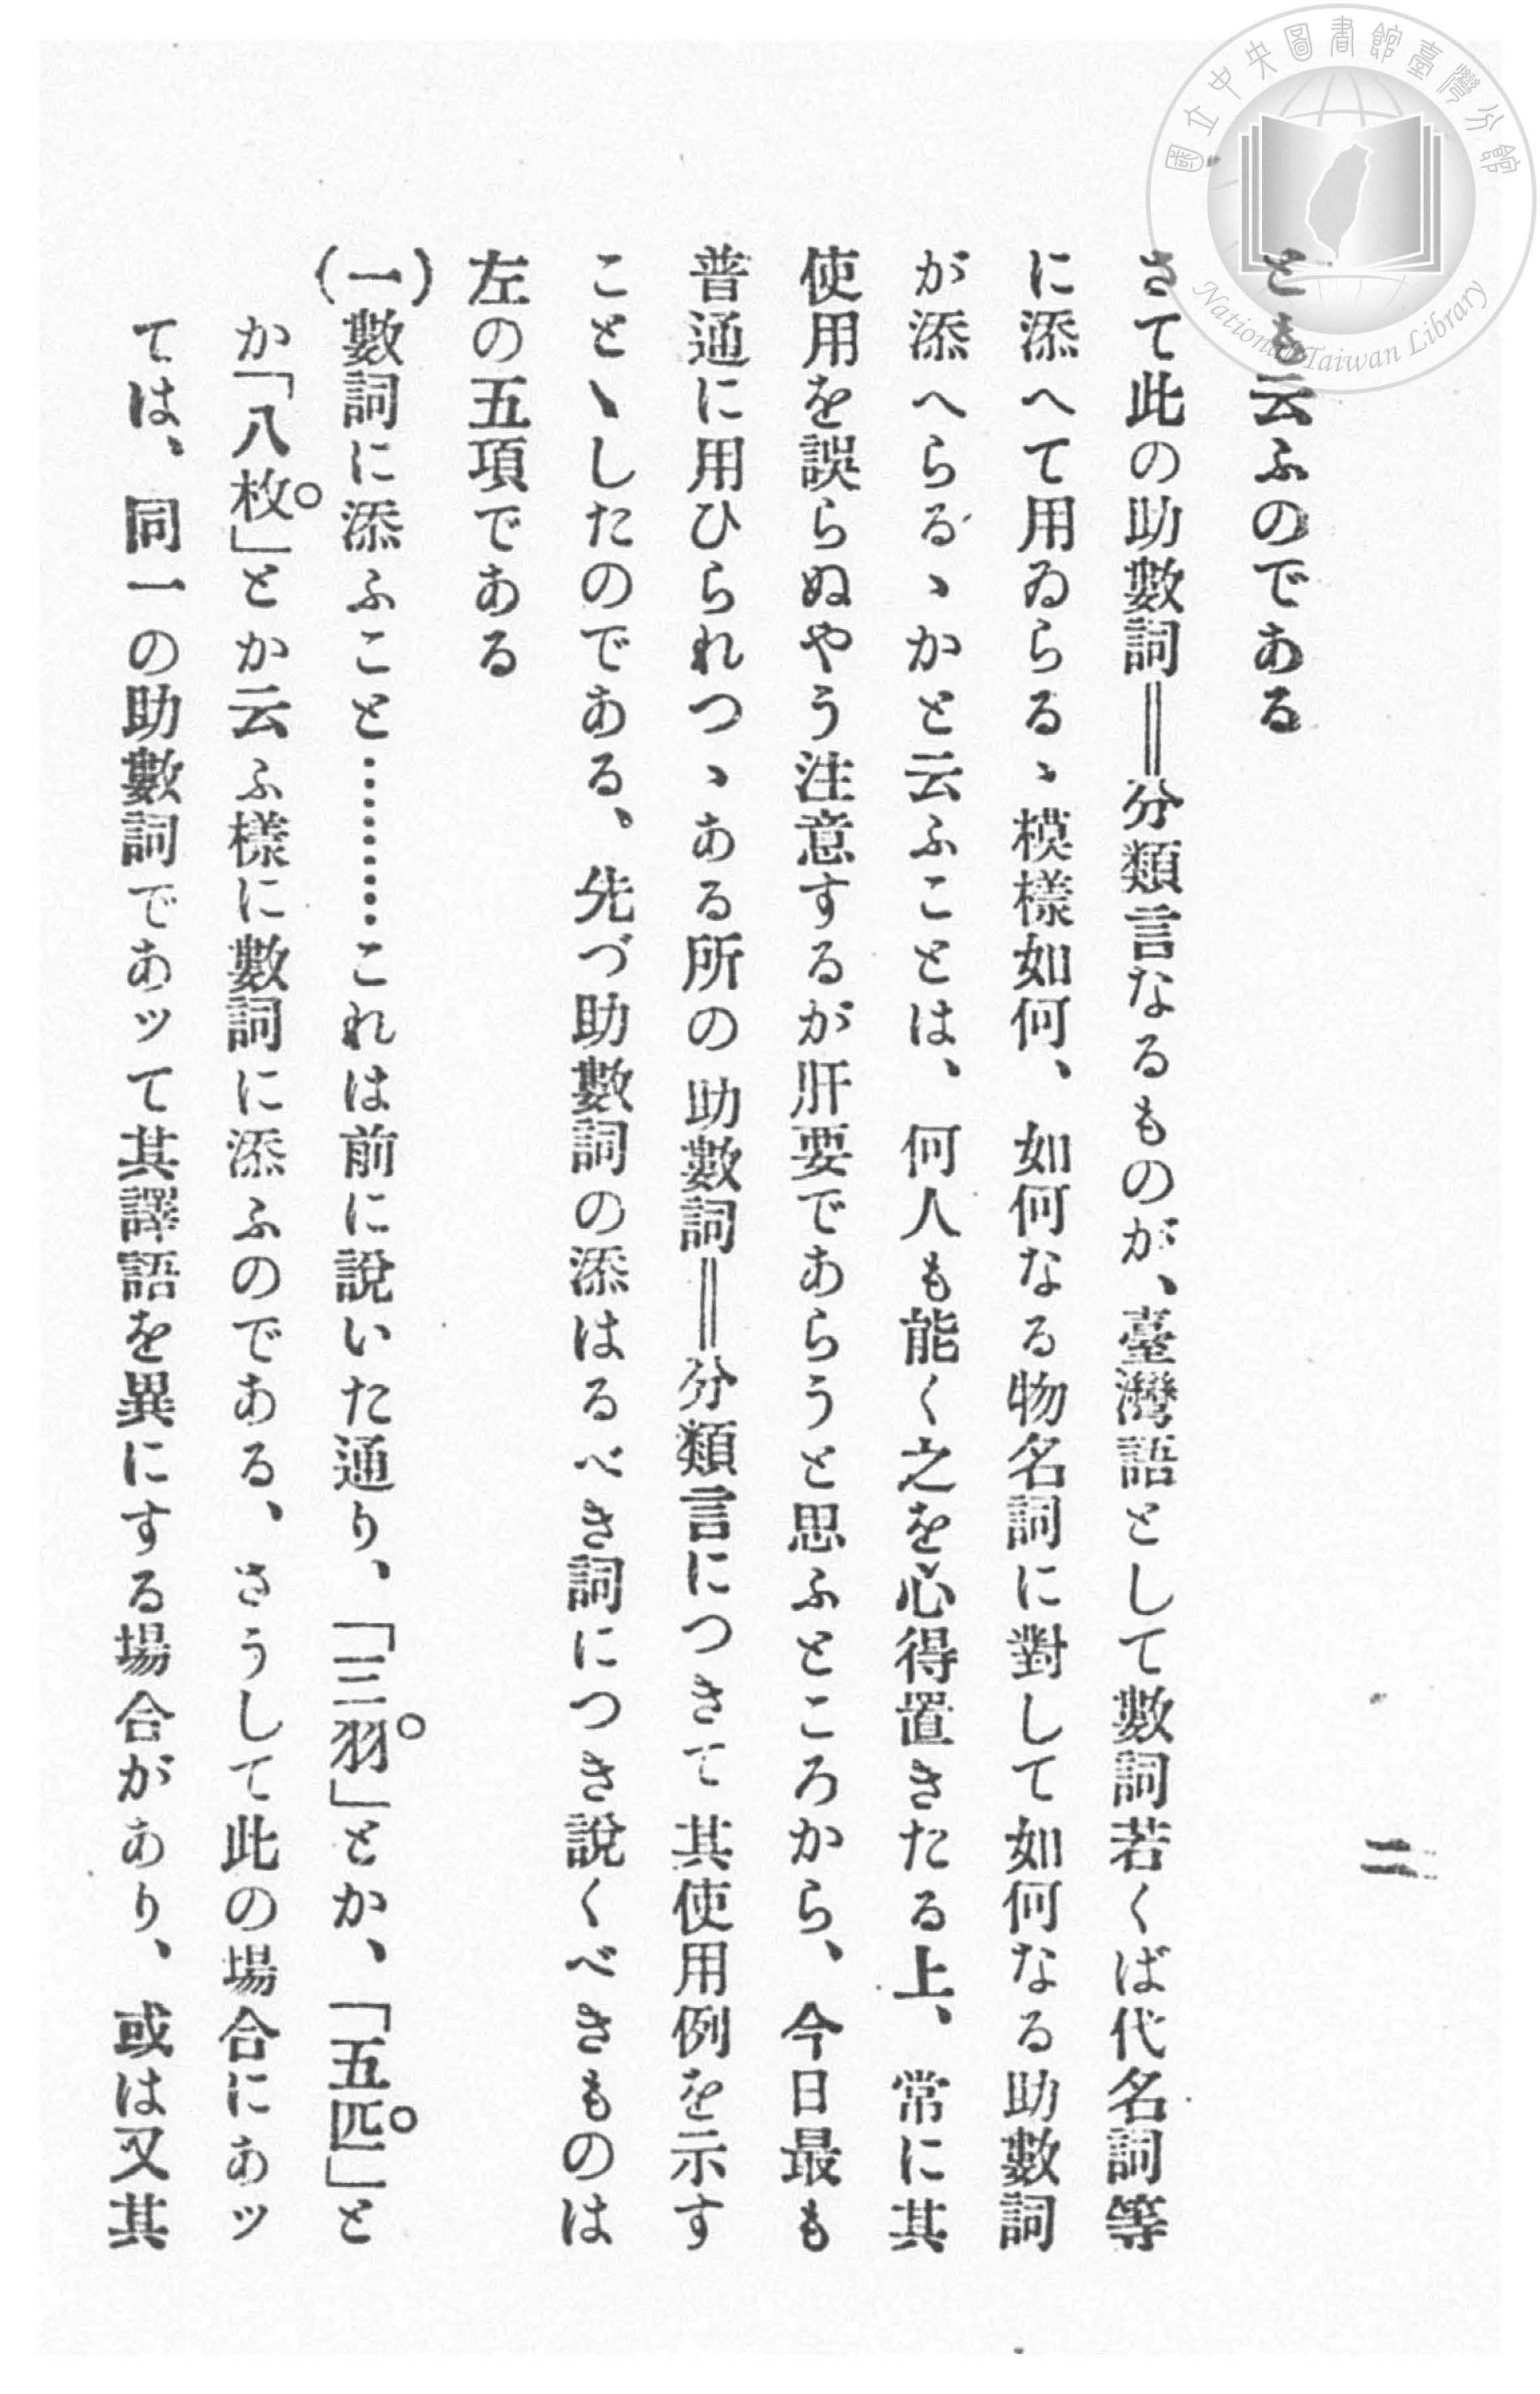 國立中央圖書館臺灣分館
National Taiwan Library
二
とも云ふのである
さて此の助數詞＝分類言なるものが、臺灣語として數詞若くば代名詞等
に添へて用ゐらるゝ模樣如何、如何なる物名詞に對して如何なる助數詞
が添へらるゝかと云ふことは、何人も能く之を心得置きたる上、常に其
使用を誤らぬやう注意するが肝要であらうと思ふところから、今日最も
普通に用ひられつゝある所の助數詞＝分類言につきて其使用例を示す
ことゝしたのである、先づ助數詞の添はるべき詞につき說くべきものは
左の五項である
(一)數詞に添ふこと………これは前に說いた通り、「三羽」とか、「五匹」と
か「八枚」とか云ふ樣に數詞に添ふのである、さうして此の場合にあッ
ては、同一の助數詞であッて其譯語を異にする場合があり、或は又其